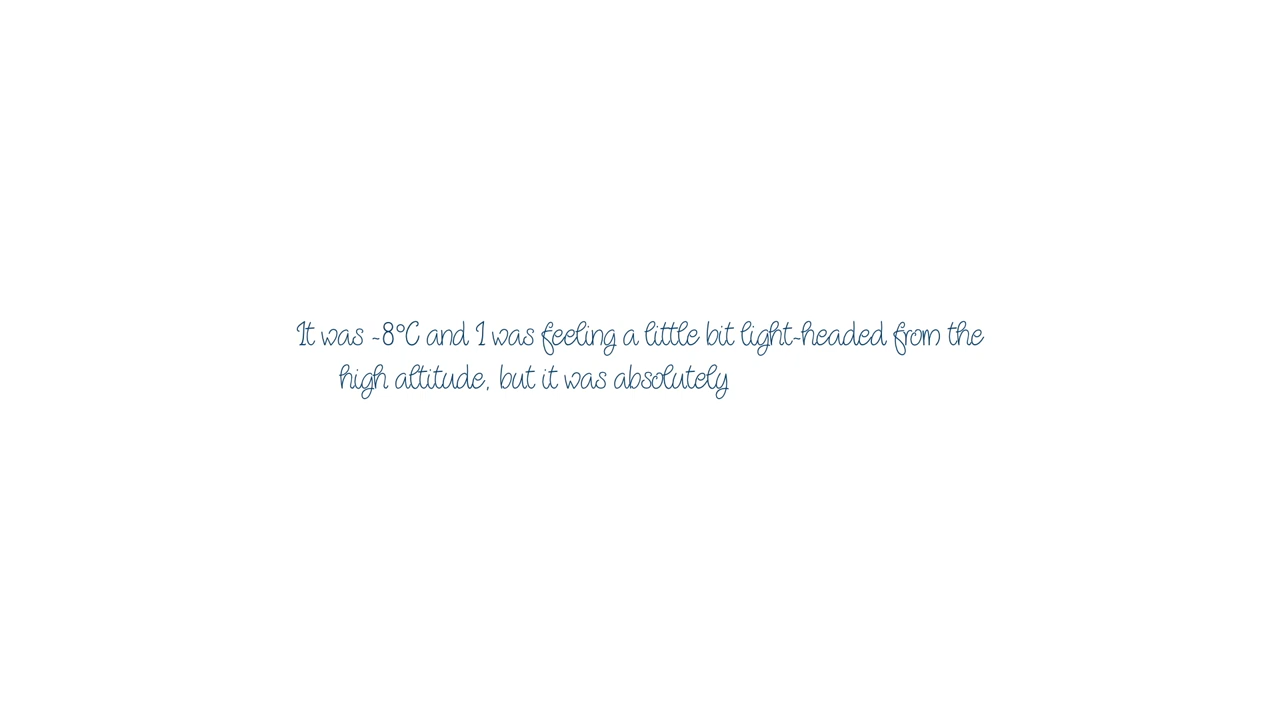 It was -8°C and I was feeling a little bit light-headed from the
high altitude, but it was absolutely